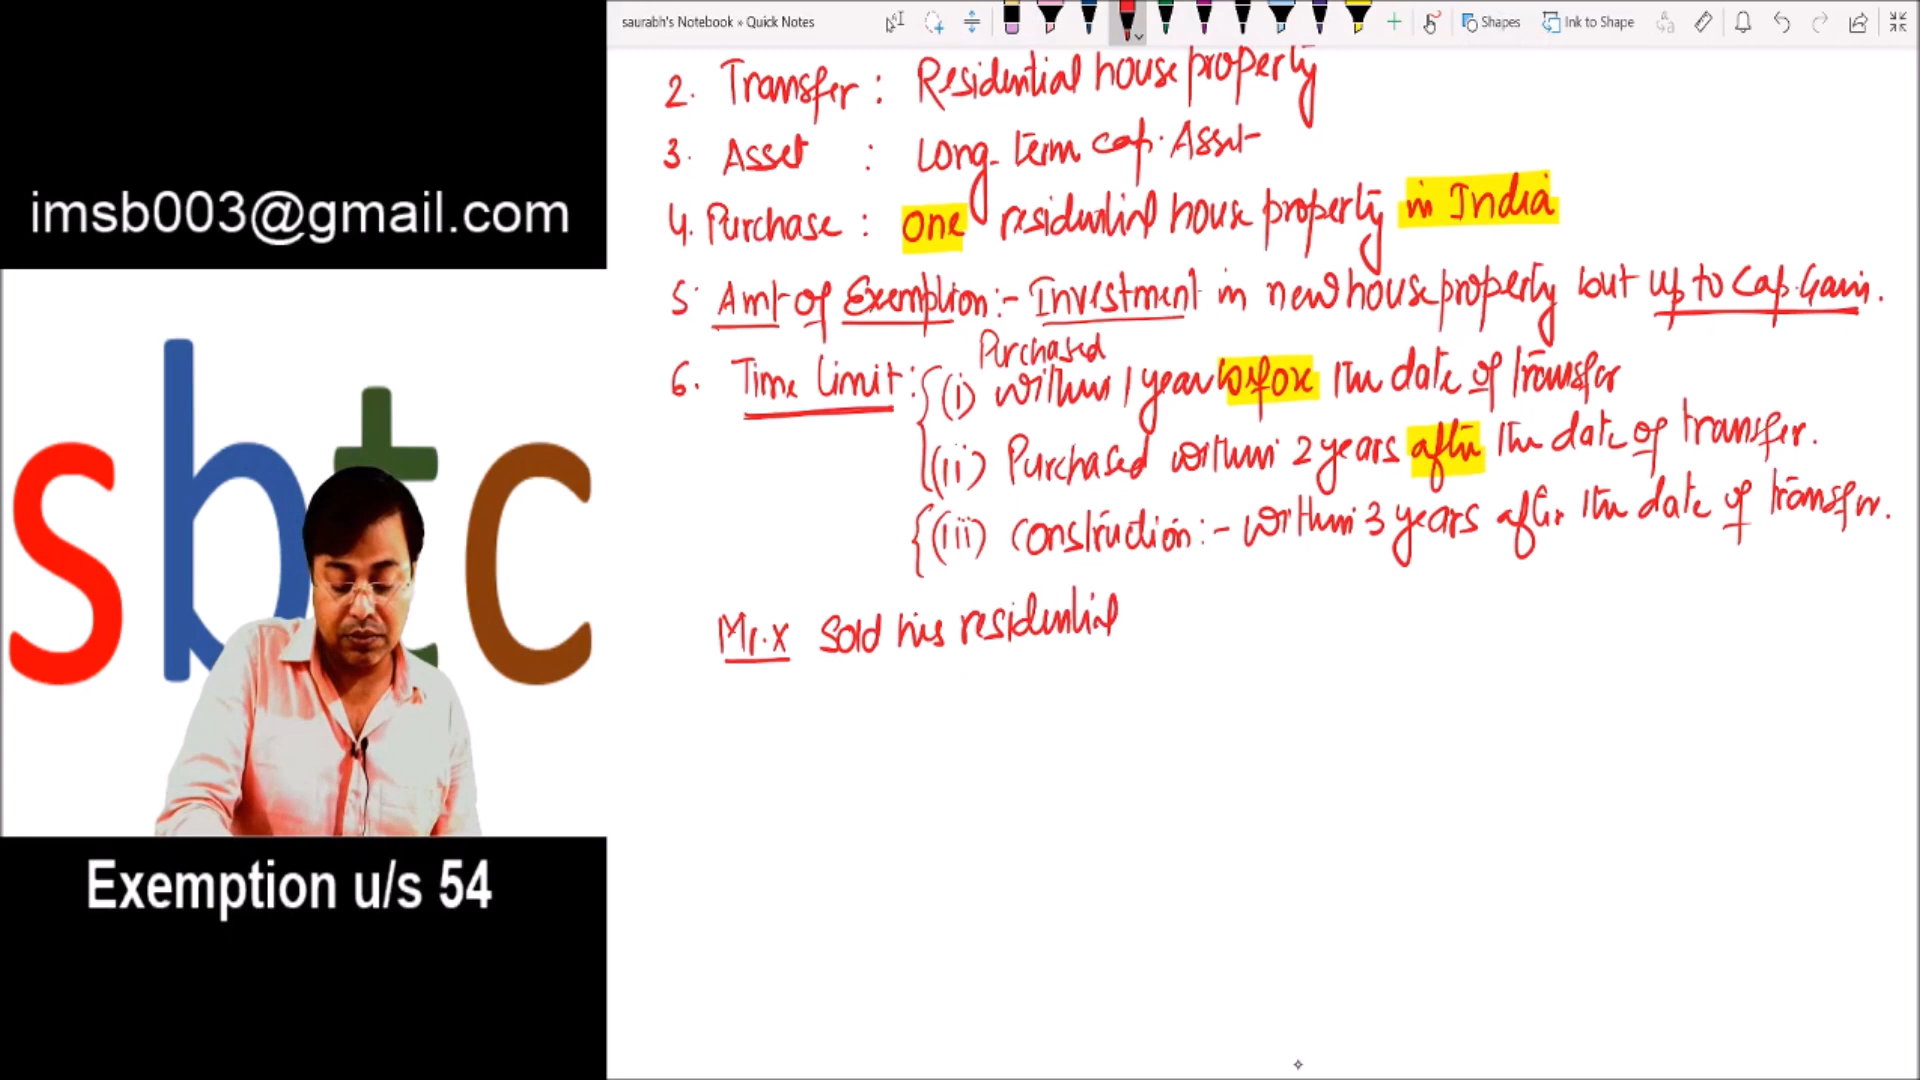 saurabh's Notebook » Quick Notes
Shapes
Ink to Shape
imsb003@gmail.com
sbtc
Exemption u/s 54
2. Transfer : Residential house property
3. Asset : Long-term cap. Asset
4. Purchase : One residential house property in India
5. Amt of Exemption :- Investment in new house property but up to Cap. Gain.
Purchased
6. Time limit : (i) within 1 year before the date of transfer
(ii) Purchased within 2 years after the date of transfer.
(iii) Construction :- within 3 years after the date of transfer.
Mr. X sold his residential